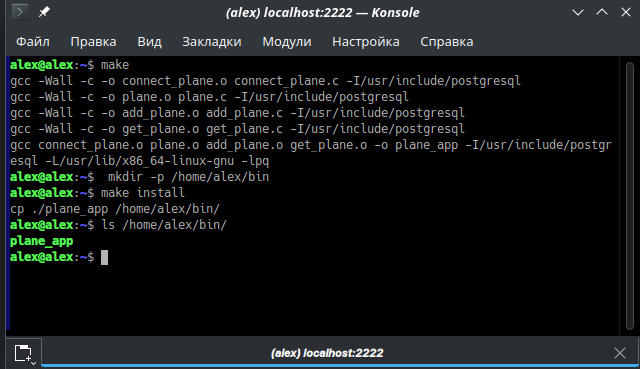 (alex) localhost:2222 — Konsole
Файл Правка Вид Закладки Модули Настройка Справка
alex@alex:~$ make
gcc -Wall -c -o connect_plane.o connect_plane.c -I/usr/include/postgresql
gcc -Wall -c -o plane.o plane.c -I/usr/include/postgresql
gcc -Wall -c -o add_plane.o add_plane.c -I/usr/include/postgresql
gcc -Wall -c -o get_plane.o get_plane.c -I/usr/include/postgresql
gcc connect_plane.o plane.o add_plane.o get_plane.o -o plane_app -I/usr/include/postgr
esql -L/usr/lib/x86_64-linux-gnu -lpq
alex@alex:~$  mkdir -p /home/alex/bin
alex@alex:~$ make install
cp ./plane_app /home/alex/bin/
alex@alex:~$ ls /home/alex/bin/
plane_app
alex@alex:~$
(alex) localhost:2222